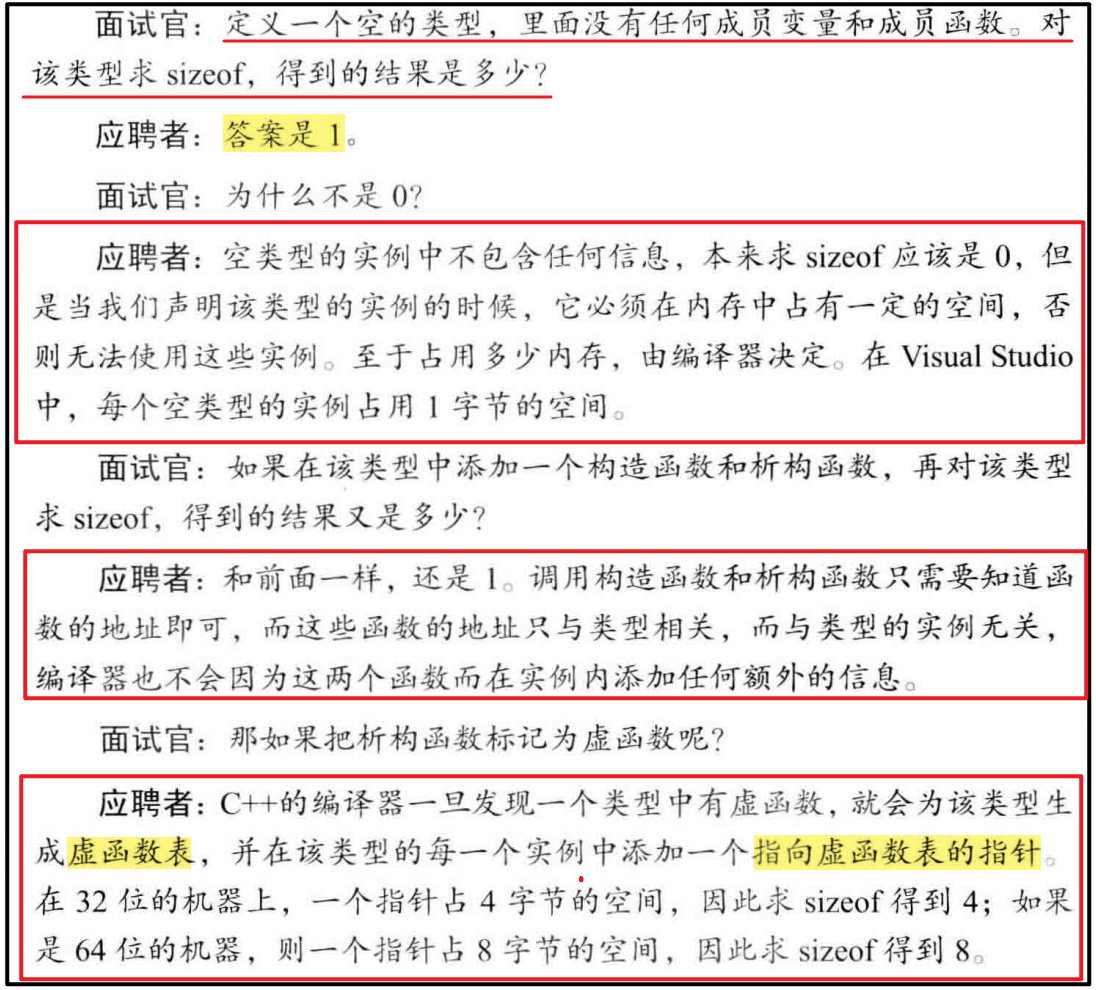 面试官：定义一个空的类型，里面没有任何成员变量和成员函数。对
该类型求 sizeof，得到的结果是多少？
应聘者：答案是 1。
面试官：为什么不是 0？
应聘者：空类型的实例中不包含任何信息，本来求 sizeof 应该是 0，但
是当我们声明该类型的实例的时候，它必须在内存中占有一定的空间，否
则无法使用这些实例。至于占用多少内存，由编译器决定。在 Visual Studio
中，每个空类型的实例占用 1 字节的空间。
面试官：如果在该类型中添加一个构造函数和析构函数，再对该类型
求 sizeof，得到的结果又是多少？
应聘者：和前面一样，还是 1。调用构造函数和析构函数只需要知道函
数的地址即可，而这些函数的地址只与类型相关，而与类型的实例无关，
编译器也不会因为这两个函数而在实例内添加任何额外的信息。
面试官：那如果把析构函数标记为虚函数呢？
应聘者：C++的编译器一旦发现一个类型中有虚函数，就会为该类型生
成虚函数表，并在该类型的每一个实例中添加一个指向虚函数表的指针。
在 32 位的机器上，一个指针占 4 字节的空间，因此求 sizeof 得到 4；如果
是 64 位的机器，则一个指针占 8 字节的空间，因此求 sizeof 得到 8。